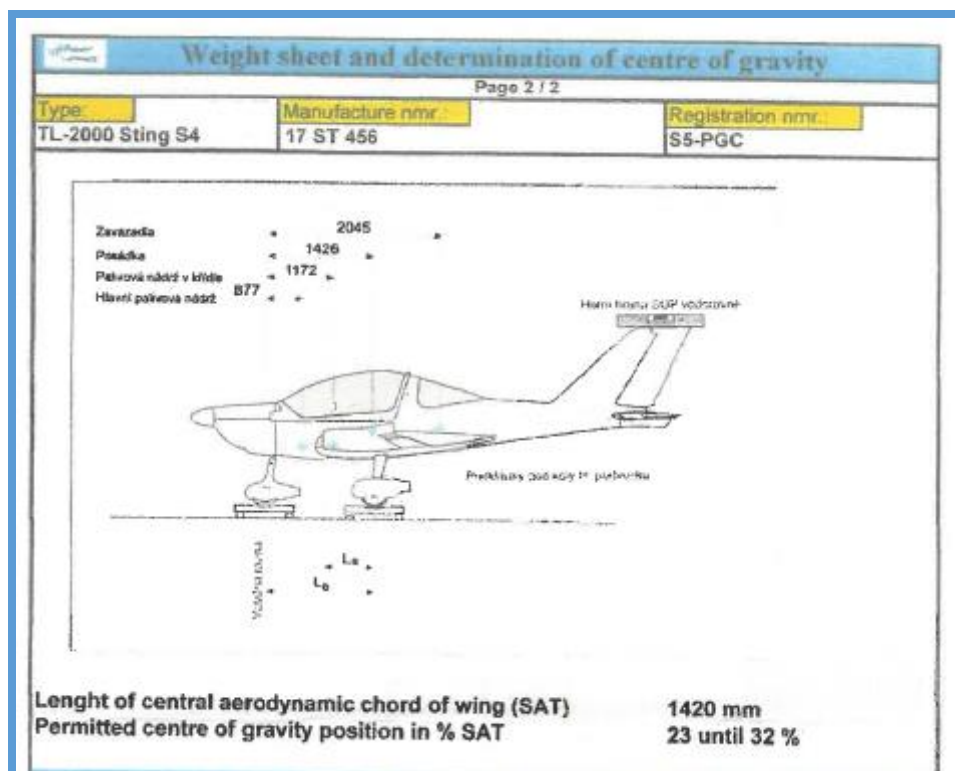 Weight sheet and determination of centre of gravity
Page 2 / 2
Type:
Manufacture nmr.:
Registration nmr.:
TL-2000 Sting S4
17 ST 456
S5-PGC
Zavazadla 2045
Posádka 1426
Palivová nádrž v křídle 1172
Hlavní palivová nádrž 877
Horní hrana
Lₑ
Lenght of central aerodynamic chord of wing (SAT) 1420 mm
Permitted centre of gravity position in % SAT 23 until 32 %